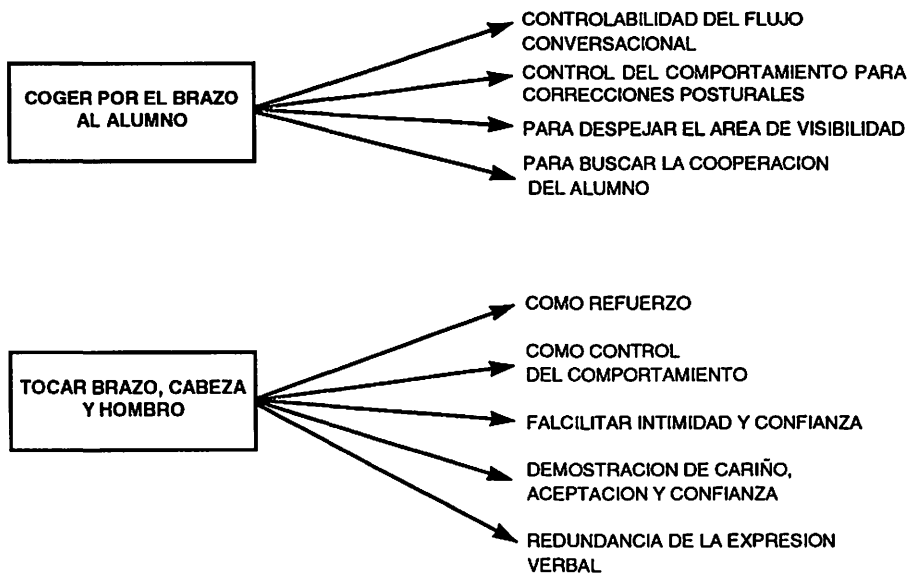 COGER POR EL BRAZO
AL ALUMNO
CONTROLABILIDAD DEL FLUJO
CONVERSACIONAL
CONTROL DEL COMPORTAMIENTO PARA
CORRECCIONES POSTURALES
PARA DESPEJAR EL AREA DE VISIBILIDAD
PARA BUSCAR LA COOPERACION
DEL ALUMNO
TOCAR BRAZO, CABEZA
Y HOMBRO
COMO REFUERZO
COMO CONTROL
DEL COMPORTAMIENTO
FALCILITAR INTIMIDAD Y CONFIANZA
DEMOSTRACION DE CARIÑO,
ACEPTACION Y CONFIANZA
REDUNDANCIA DE LA EXPRESION
VERBAL